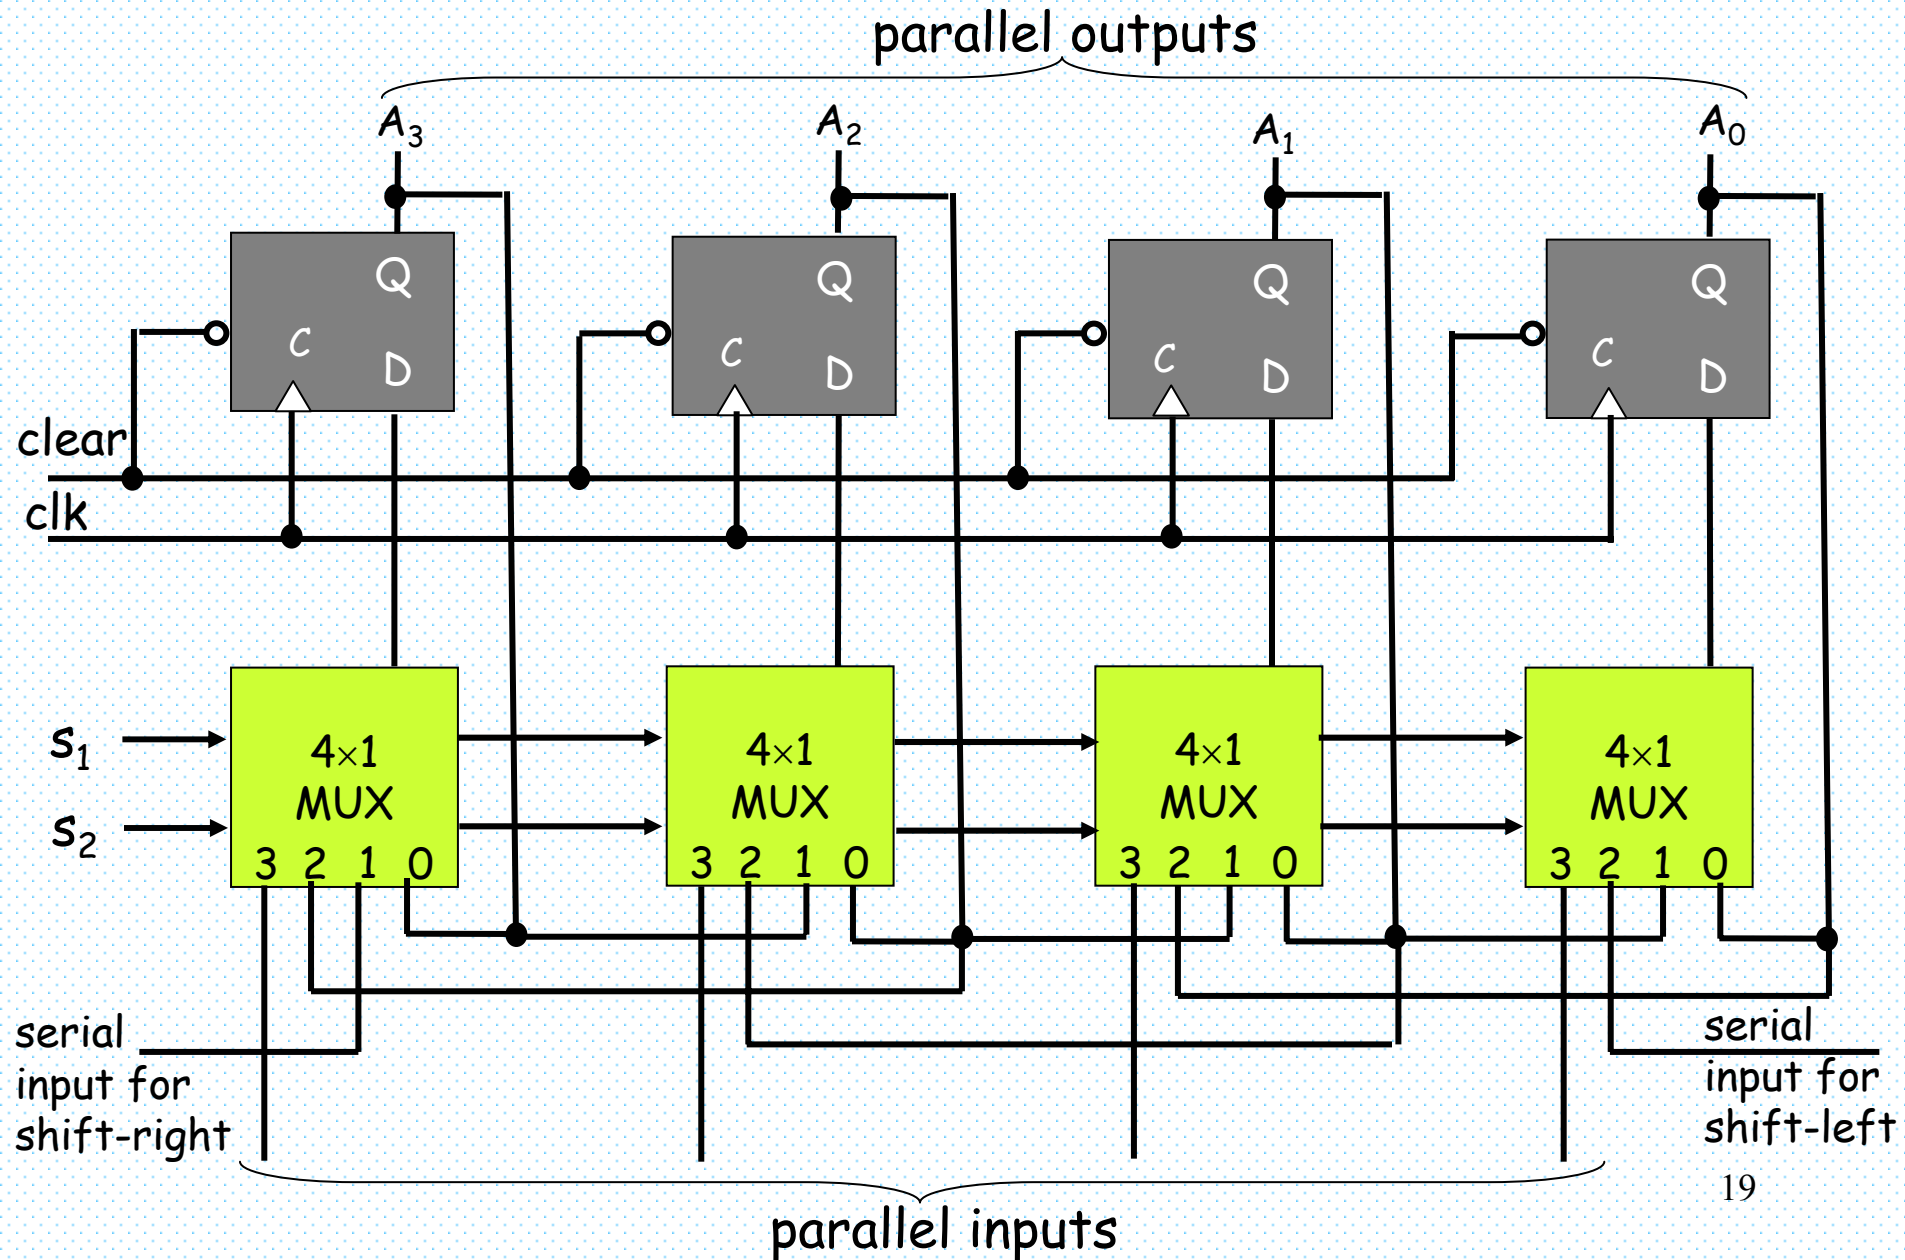 parallel outputs
A3 A2 A1 A0
Q Q Q Q
C D C D C D C D
clear
clk
s1
s2
4×1 4×1 4×1 4×1
MUX MUX MUX MUX
3 2 1 0 3 2 1 0 3 2 1 0 3 2 1 0
serial
input for
shift-right
serial
input for
shift-left
19
parallel inputs